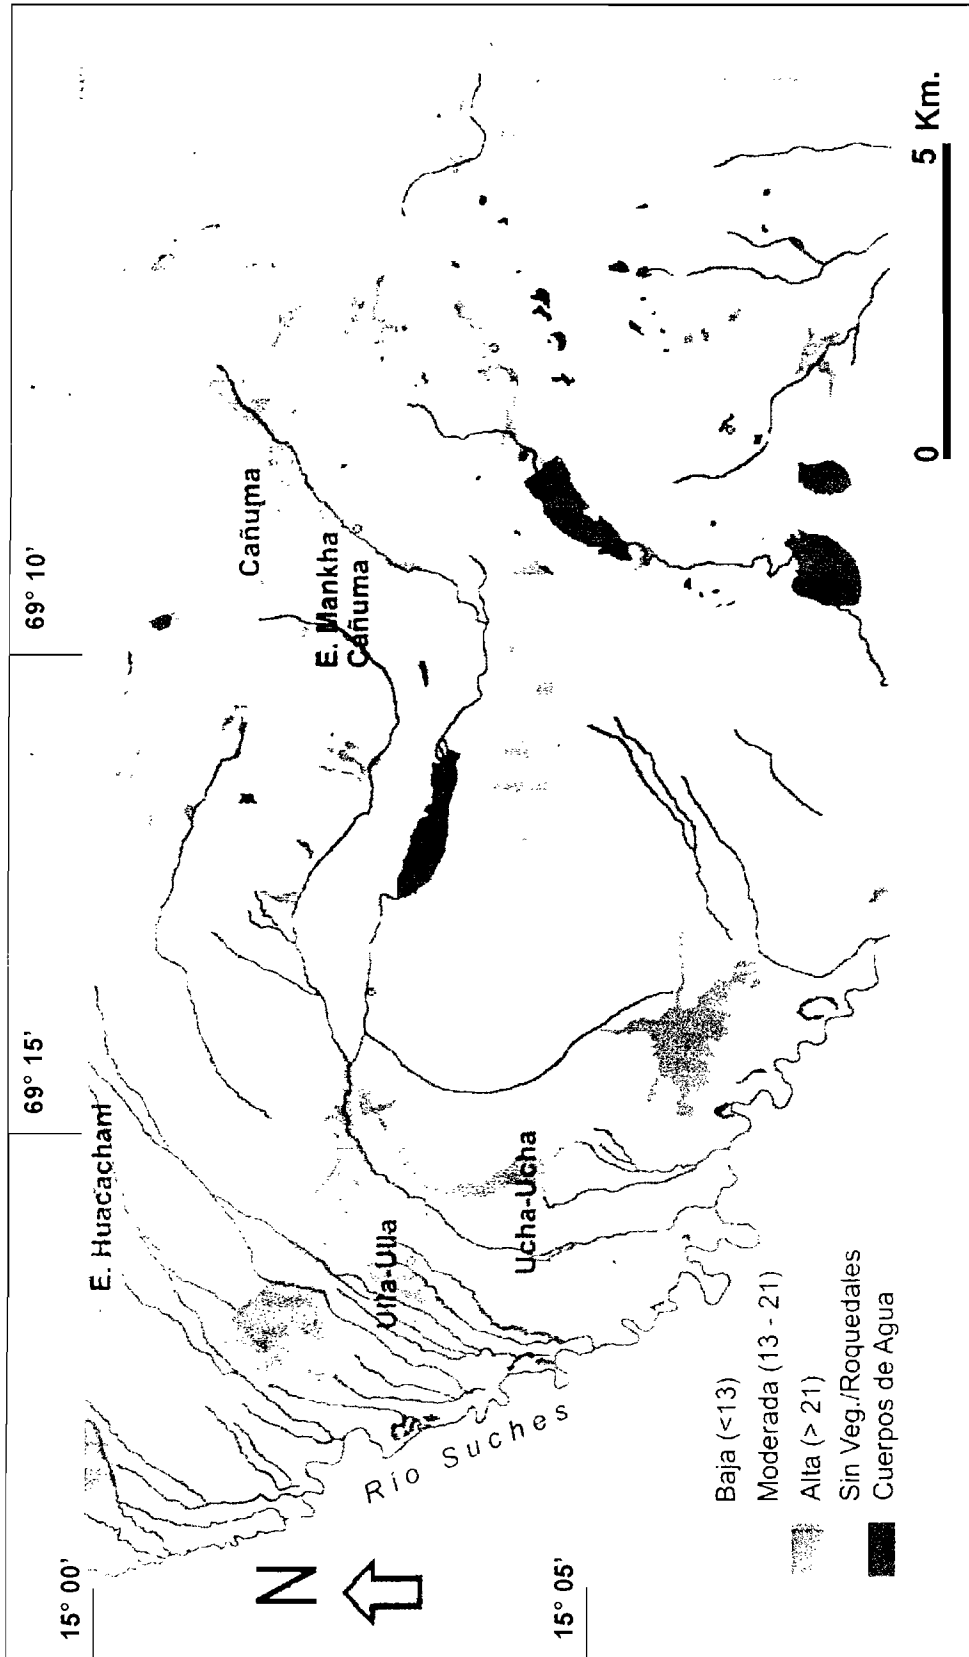 69° 15'
69° 10'
15° 00'
15° 05'
N
E. Huacachani
Cañuma
E. Mankha
Cañuma
Ulla-Ulla
Ucha-Ucha
Río Suches
Baja (<13)
Moderada (13 - 21)
Alta (> 21)
Sin Veg./Roquedales
Cuerpos de Agua
0 5 Km.